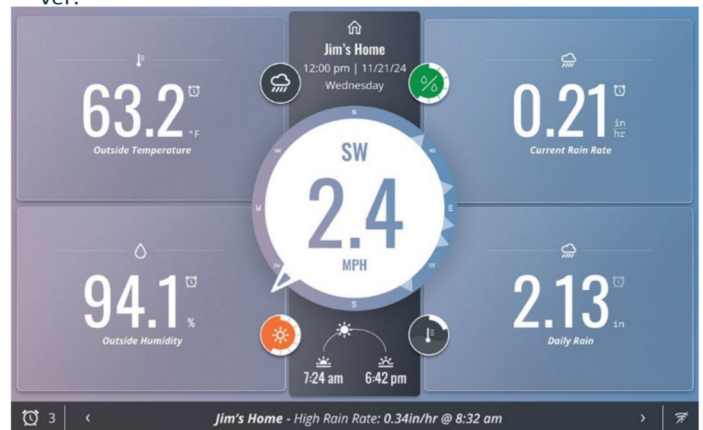 ver.
Jim's Home
12:00 pm | 11/21/24
Wednesday
63.2 °F
Outside Temperature
0.21 in/hr
Current Rain Rate
N
SW
2.4
MPH
W
E
S
94.1 %
Outside Humidity
2.13 in
Daily Rain
7:24 am 6:42 pm
3 ‹ Jim's Home - High Rain Rate: 0.34in/hr @ 8:32 am ›